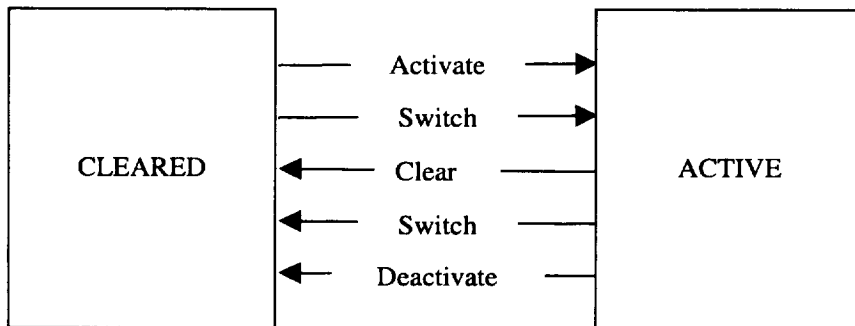 Activate
Switch
CLEARED
Clear
ACTIVE
Switch
Deactivate